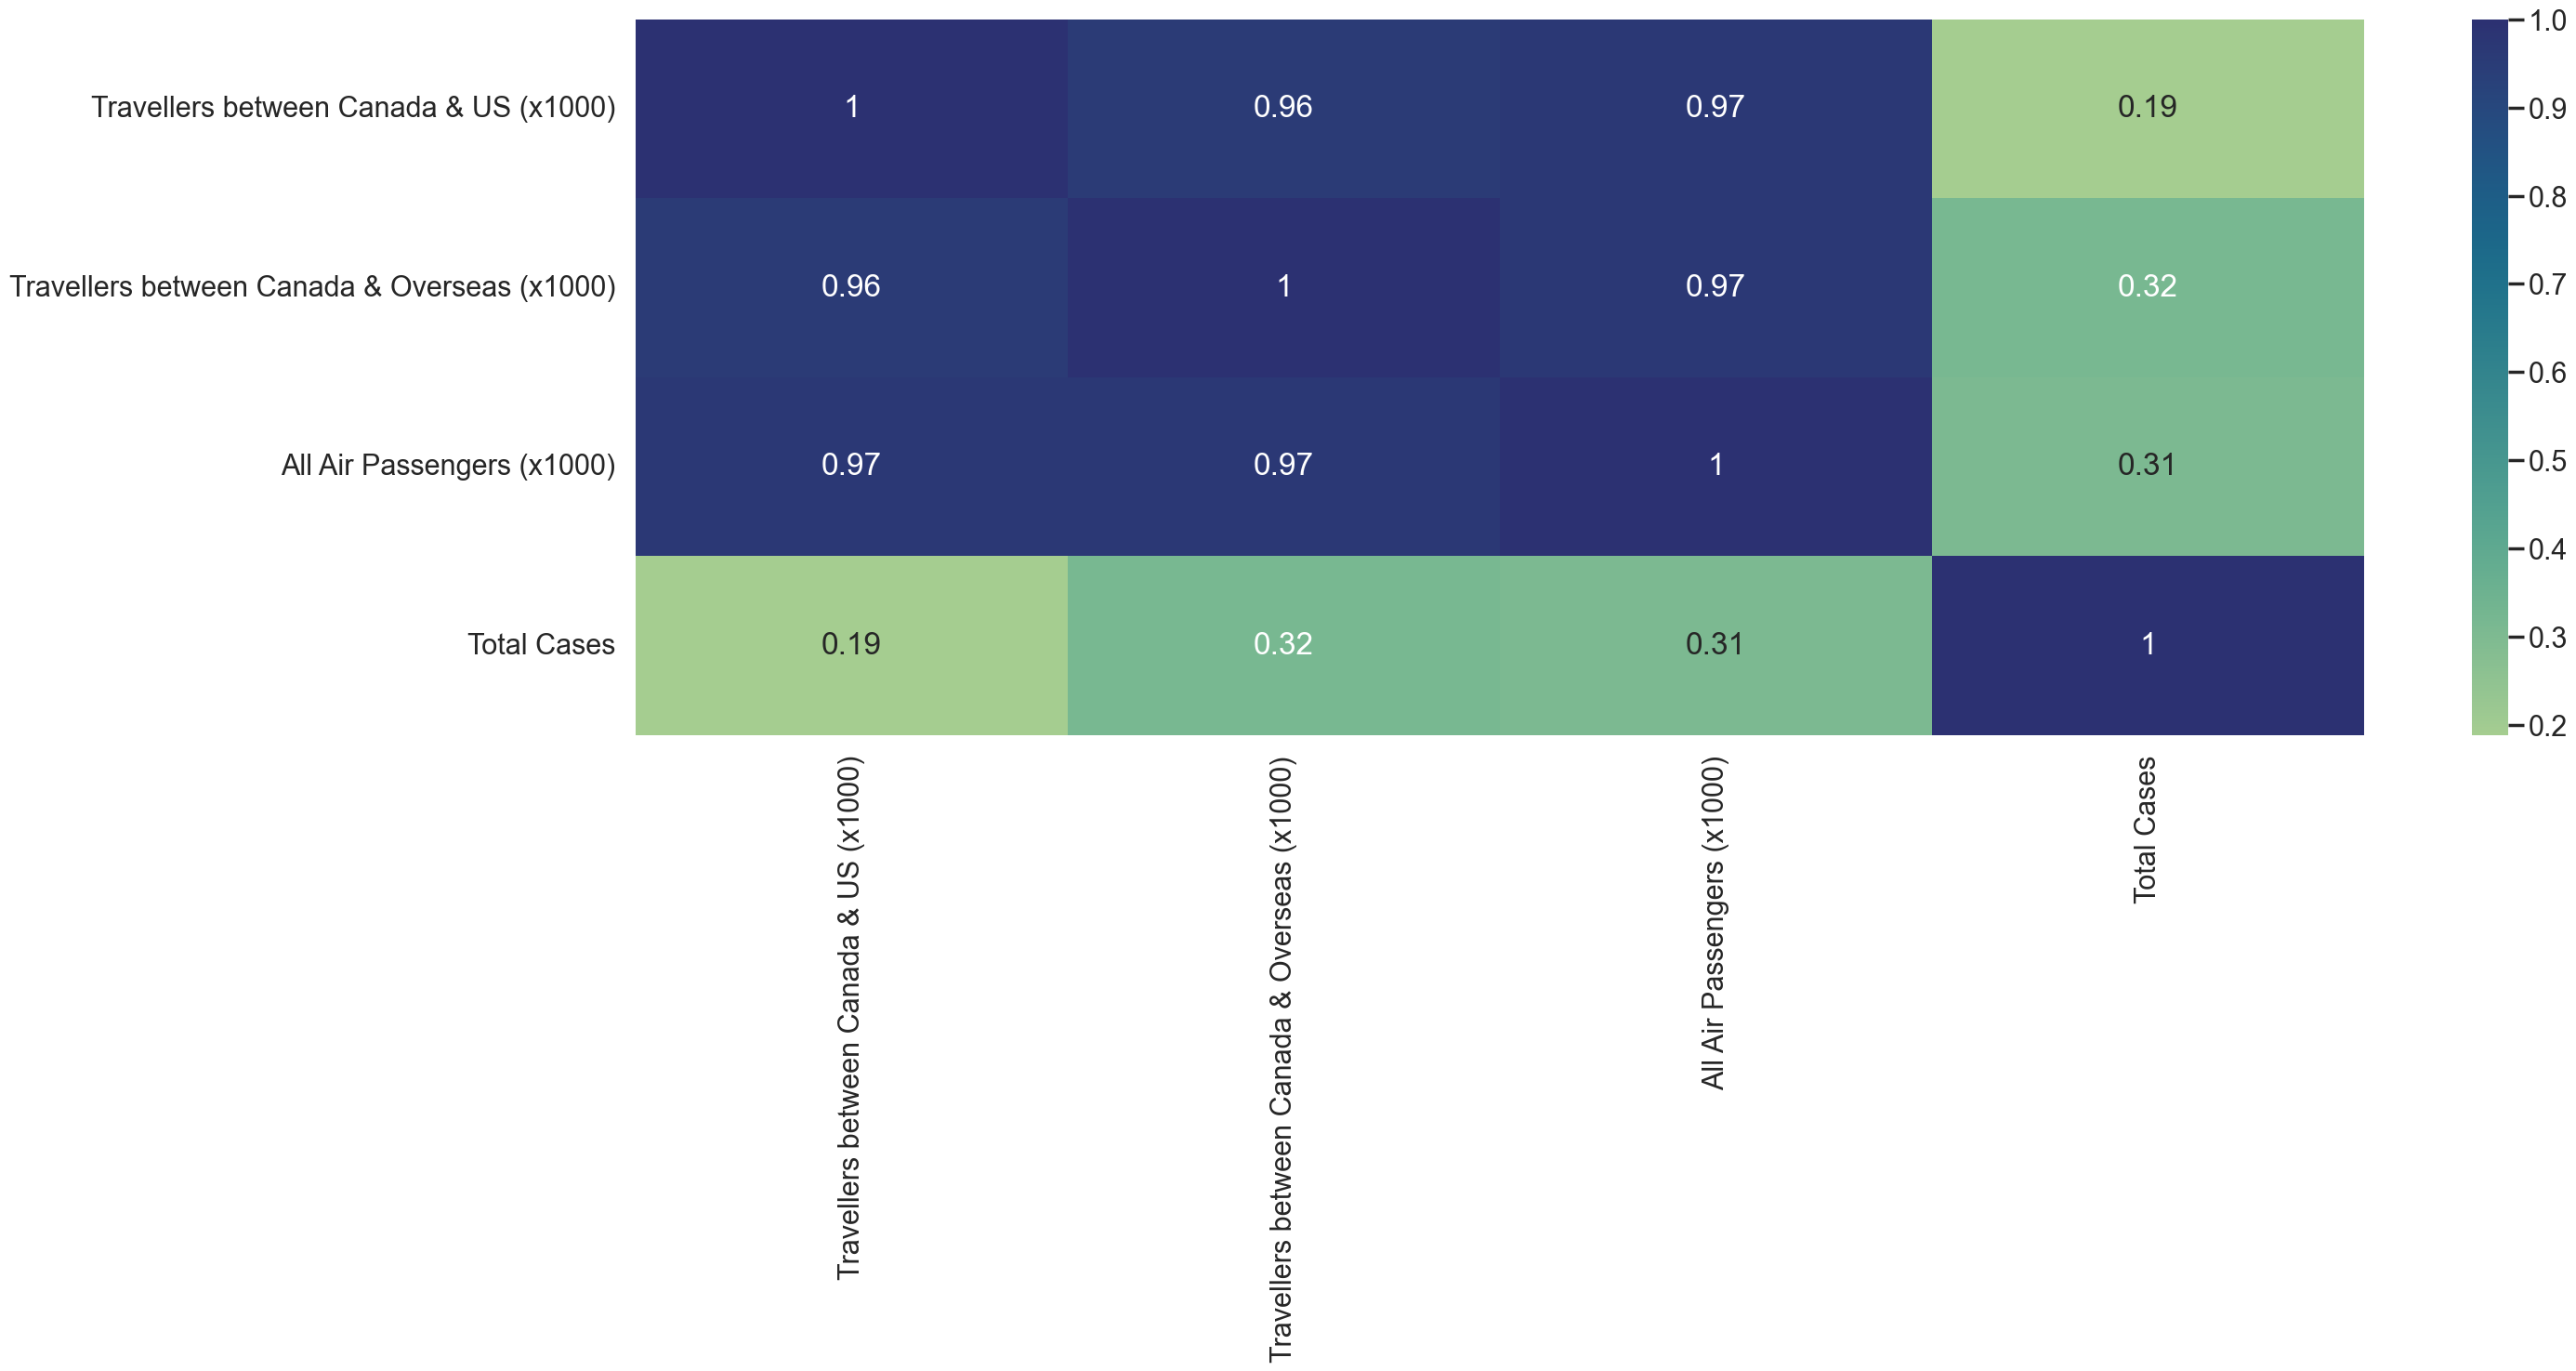 Travellers between Canada & US (x1000) 1 0.96 0.97 0.19
Travellers between Canada & Overseas (x1000) 0.96 1 0.97 0.32
All Air Passengers (x1000) 0.97 0.97 1 0.31
Total Cases 0.19 0.32 0.31 1
Travellers between Canada & US (x1000)
Travellers between Canada & Overseas (x1000)
All Air Passengers (x1000)
Total Cases
1.0
0.9
0.8
0.7
0.6
0.5
0.4
0.3
0.2